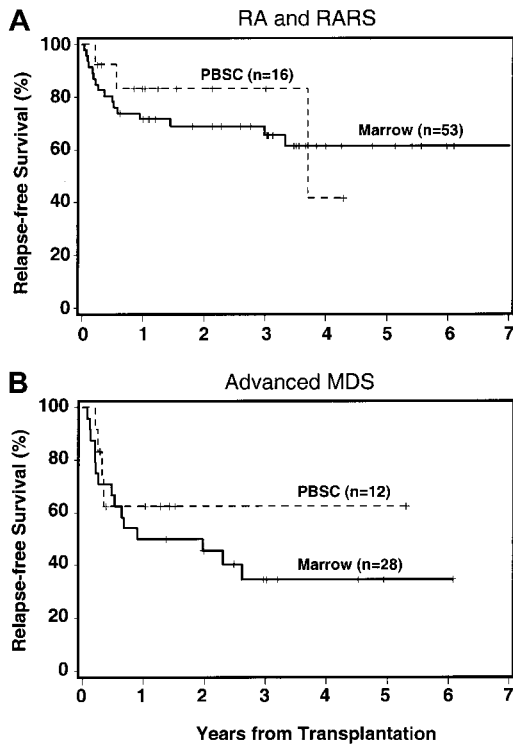 A
RA and RARS
Relapse-free Survival (%)
100
80
60
40
20
0
PBSC (n=16)
Marrow (n=53)
0 1 2 3 4 5 6 7
B
Advanced MDS
Relapse-free Survival (%)
100
80
60
40
20
0
PBSC (n=12)
Marrow (n=28)
0 1 2 3 4 5 6 7
Years from Transplantation